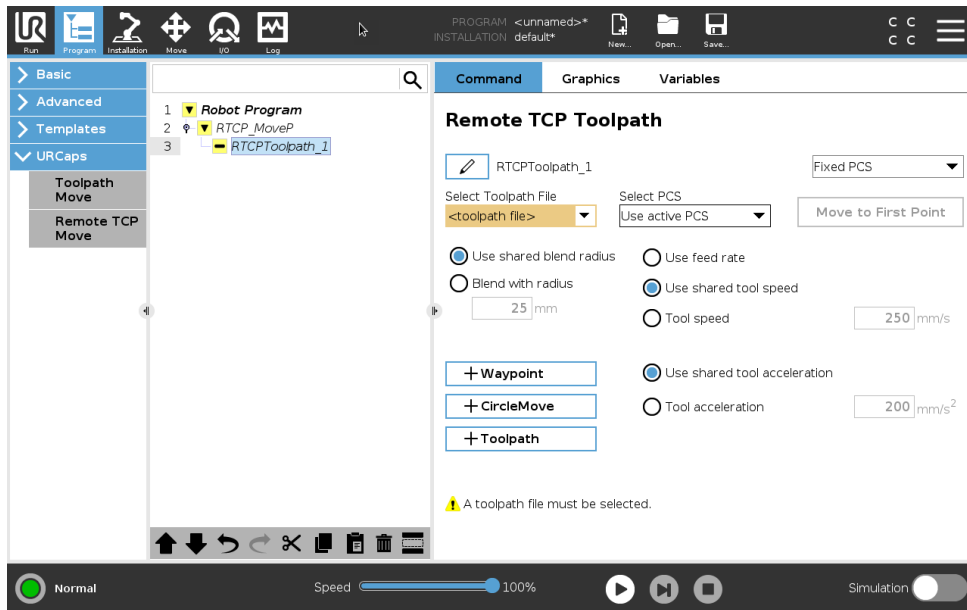 PROGRAM <unnamed>*
INSTALLATION default*
C C
C C
UR
Run
Program
Installation
Move
I/O
Log
New...
Open...
Save...
Basic
Advanced
Templates
URCaps
Toolpath
Move
Remote TCP
Move
1 Robot Program
2 RTCP_MoveP
3 RTCPToolpath_1
Command Graphics Variables
Remote TCP Toolpath
RTCPToolpath_1
Fixed PCS
Select Toolpath File
Select PCS
<toolpath file>
Use active PCS
Move to First Point
Use shared blend radius
Blend with radius
25 mm
Use feed rate
Use shared tool speed
Tool speed 250 mm/s
+Waypoint
+CircleMove
+Toolpath
Use shared tool acceleration
Tool acceleration 200 mm/s²
A toolpath file must be selected.
Normal
Speed 100%
Simulation